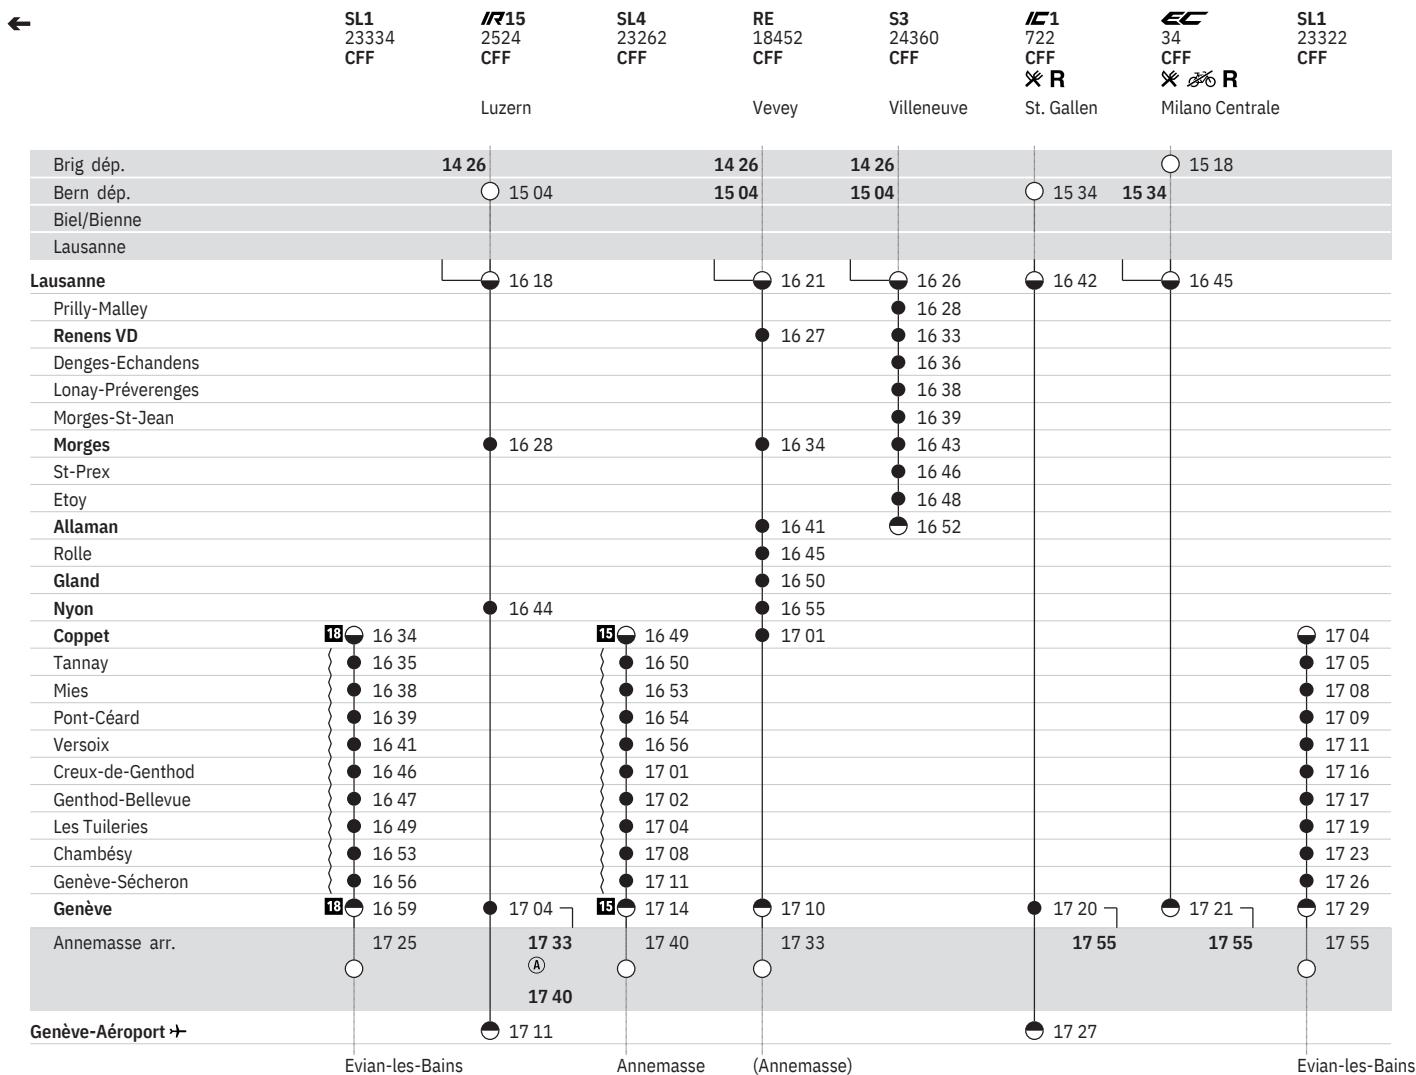 SL1 IR15 SL4 RE S3 IC1 EC SL1
23334 2524 23262 18452 24360 722 34 23322
CFF CFF CFF CFF CFF CFF CFF CFF
R R
Luzern Vevey Villeneuve St. Gallen Milano Centrale
Brig dép. 14 26 14 26 14 26 15 18
Bern dép. 15 04 15 04 15 04 15 34 15 34
Biel/Bienne
Lausanne
Lausanne 16 18 16 21 16 26 16 42 16 45
Prilly-Malley 16 28
Renens VD 16 27 16 33
Denges-Echandens 16 36
Lonay-Préverenges 16 38
Morges-St-Jean 16 39
Morges 16 28 16 34 16 43
St-Prex 16 46
Etoy 16 48
Allaman 16 41 16 52
Rolle 16 45
Gland 16 50
Nyon 16 44 16 55
Coppet 18 16 34 15 16 49 17 01 17 04
Tannay 16 35 16 50 17 05
Mies 16 38 16 53 17 08
Pont-Céard 16 39 16 54 17 09
Versoix 16 41 16 56 17 11
Creux-de-Genthod 16 46 17 01 17 16
Genthod-Bellevue 16 47 17 02 17 17
Les Tuileries 16 49 17 04 17 19
Chambésy 16 53 17 08 17 23
Genève-Sécheron 16 56 17 11 17 26
Genève 18 16 59 17 04 15 17 14 17 10 17 20 17 21 17 29
Annemasse arr. 17 25 17 33 17 40 17 33 17 55 17 55 17 55
A
17 40
Genève-Aéroport 17 11 17 27
Evian-les-Bains Annemasse (Annemasse) Evian-les-Bains